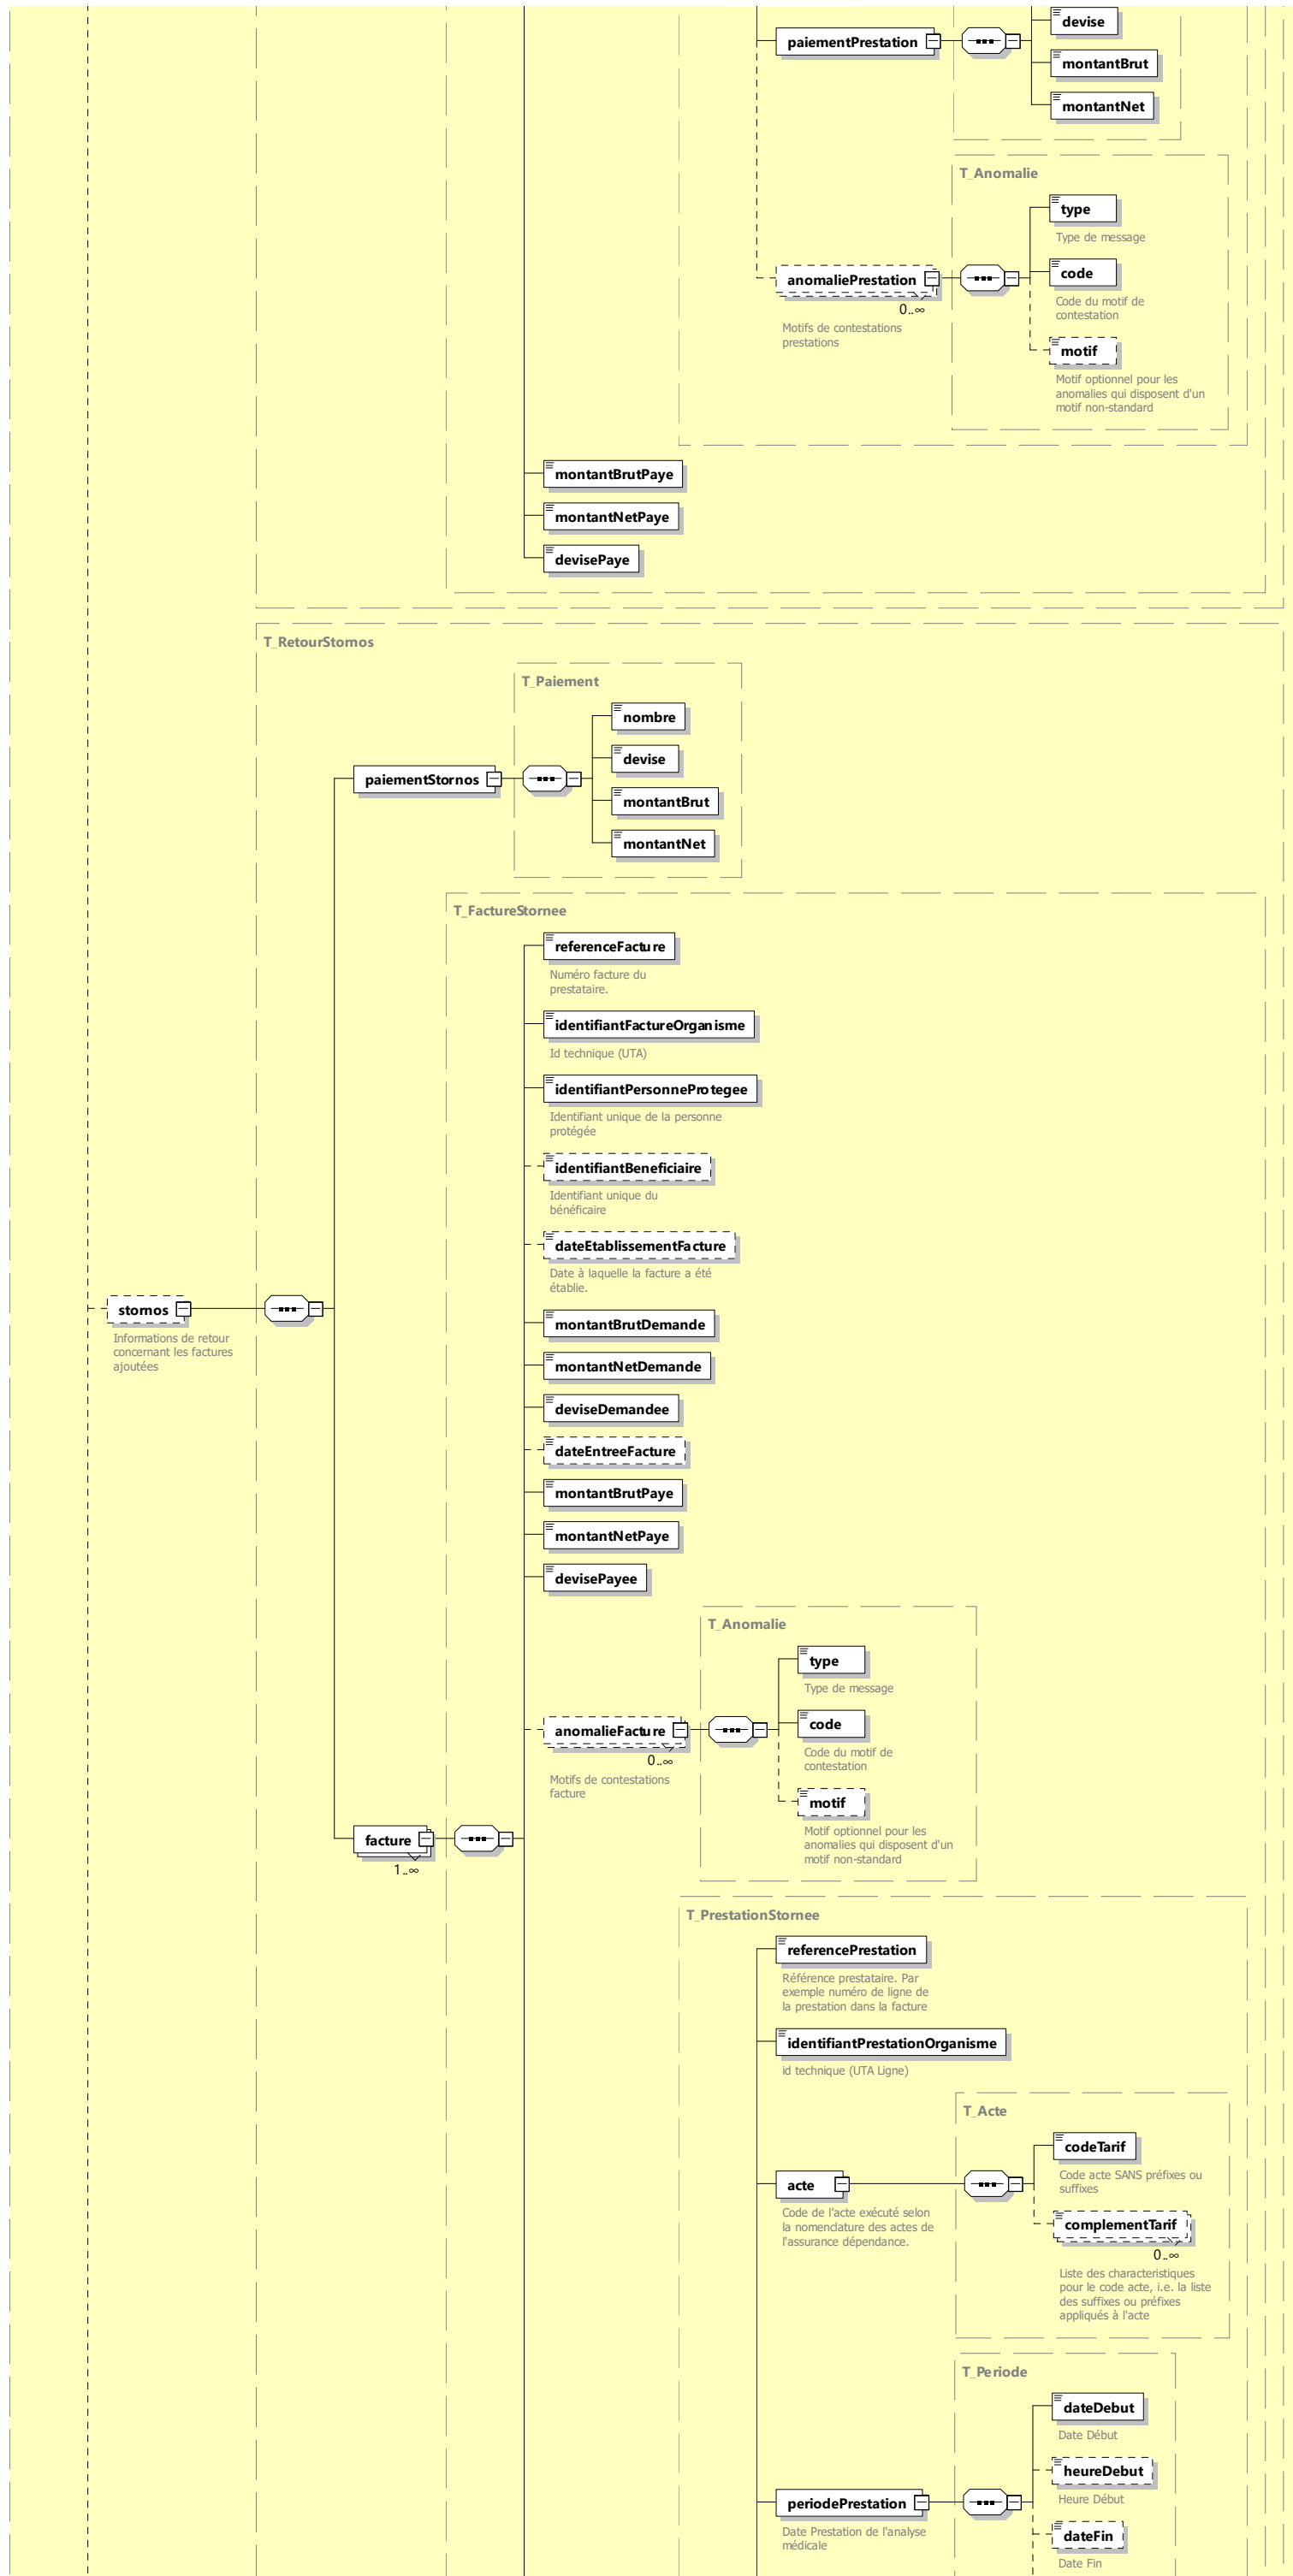 devise
paiementPrestation
montantBrut
montantNet
T_Anomalie
type
Type de message
code
anomaliePrestation
0..∞
Code du motif de
contestation
Motifs de contestations
prestations
motif
Motif optionnel pour les
anomalies qui disposent d'un
motif non-standard
montantBrutPaye
montantNetPaye
devisePaye
T_RetourStornos
T_Paiement
nombre
devise
paiementStornos
montantBrut
montantNet
T_FactureStornee
referenceFacture
Numéro facture du
prestataire.
identifiantFactureOrganisme
Id technique (UTA)
identifiantPersonneProtegee
Identifiant unique de la personne
protégée
identifiantBeneficiaire
Identifiant unique du
bénéficaire
dateEtablissementFacture
Date à laquelle la facture a été
établie.
stornos
Informations de retour
concernant les factures
ajoutées
montantBrutDemande
montantNetDemande
deviseDemandee
dateEntreeFacture
montantBrutPaye
montantNetPaye
devisePayee
T_Anomalie
type
Type de message
code
anomalieFacture
0..∞
Code du motif de
contestation
Motifs de contestations
facture
motif
Motif optionnel pour les
anomalies qui disposent d'un
motif non-standard
facture
1..∞
T_PrestationStornee
referencePrestation
Référence prestataire. Par
exemple numéro de ligne de
la prestation dans la facture
identifiantPrestationOrganisme
id technique (UTA Ligne)
T_Acte
codeTarif
Code acte SANS préfixes ou
suffixes
acte
Code de l'acte exécuté selon
la nomenclature des actes de
l'assurance dépendance.
complementTarif
0..∞
Liste des characteristiques
pour le code acte, i.e. la liste
des suffixes ou préfixes
appliqués à l'acte
T_Periode
dateDebut
Date Début
heureDebut
Heure Début
periodePrestation
Date Prestation de l'analyse
médicale
dateFin
Date Fin